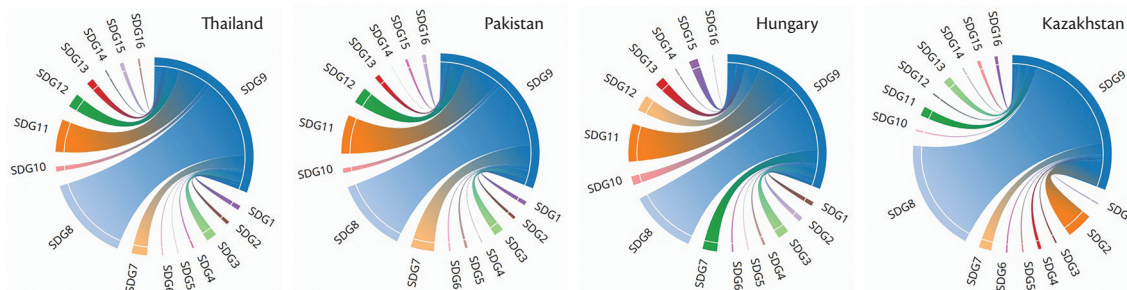 Thailand
SDG16
SDG15
SDG14
SDG13
SDG12
SDG11
SDG10
SDG8
SDG7
SDG5
SDG4
SDG3
SDG2
SDG1
SDG9
Pakistan
SDG16
SDG15
SDG14
SDG13
SDG12
SDG11
SDG10
SDG8
SDG7
SDG6
SDG5
SDG4
SDG3
SDG2
SDG1
SDG9
Hungary
SDG16
SDG15
SDG14
SDG13
SDG12
SDG11
SDG10
SDG8
SDG7
SDG6
SDG5
SDG4
SDG3
SDG2
SDG1
SDG9
Kazakhstan
SDG16
SDG15
SDG14
SDG13
SDG12
SDG11
SDG10
SDG8
SDG7
SDG6
SDG5
SDG4
SDG3
SDG2
SDG9